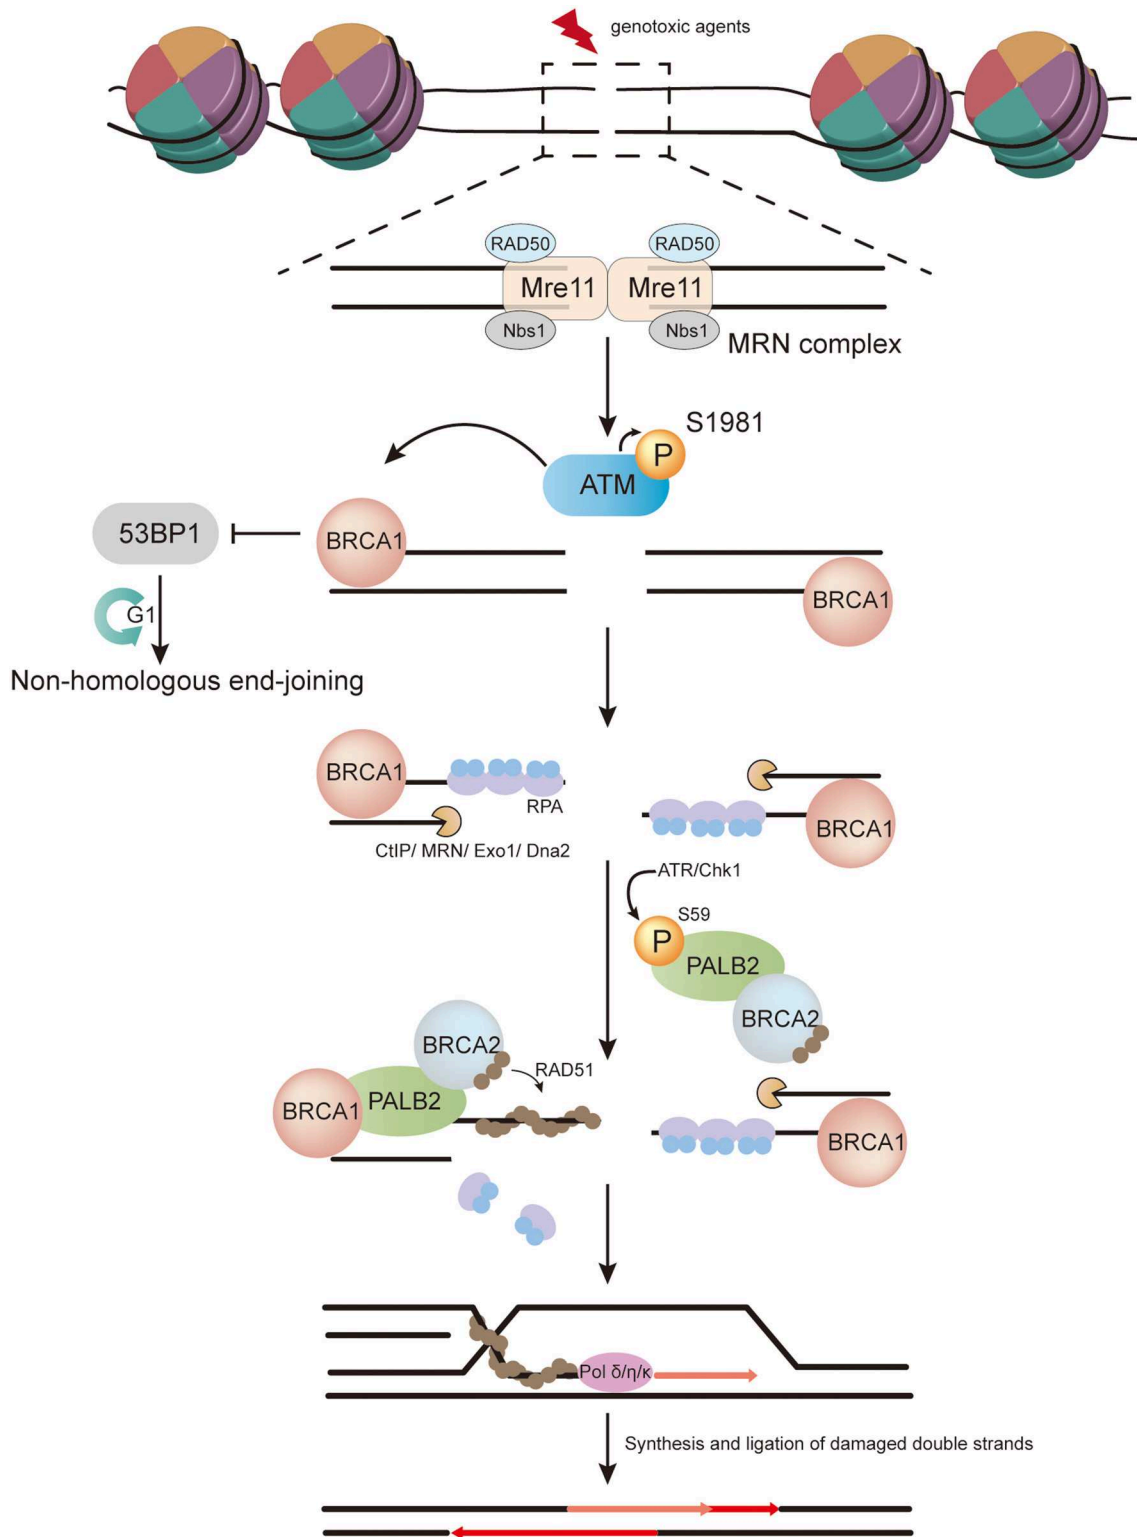 genotoxic agents
RAD50
RAD50
Mre11
Mre11
Nbs1
Nbs1
MRN complex
S1981
P
ATM
53BP1
BRCA1
BRCA1
G1
Non-homologous end-joining
BRCA1
RPA
BRCA1
CtIP/ MRN/ Exo1/ Dna2
ATR/Chk1
S59
P
PALB2
BRCA2
BRCA2
RAD51
BRCA1
PALB2
BRCA1
Pol δ/η/κ
Synthesis and ligation of damaged double strands